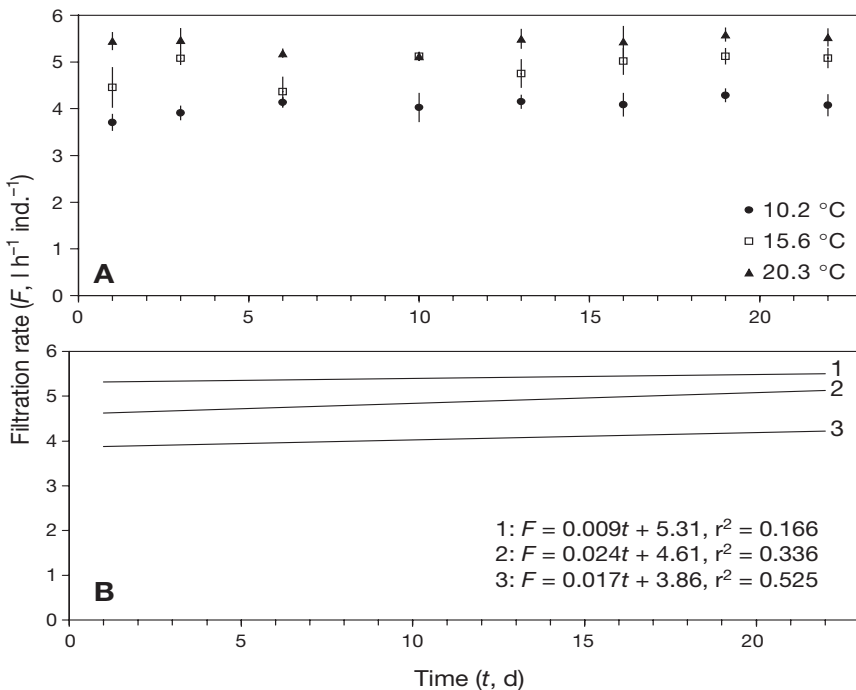 Filtration rate (F, l h⁻¹ ind.⁻¹)
6
5
4
3
2
1
0
0 5 10 15 20
A
10.2 °C
15.6 °C
20.3 °C
6
5
4
3
2
1
0
0 5 10 15 20
B
1
2
3
1: F = 0.009t + 5.31, r² = 0.166
2: F = 0.024t + 4.61, r² = 0.336
3: F = 0.017t + 3.86, r² = 0.525
Time (t, d)